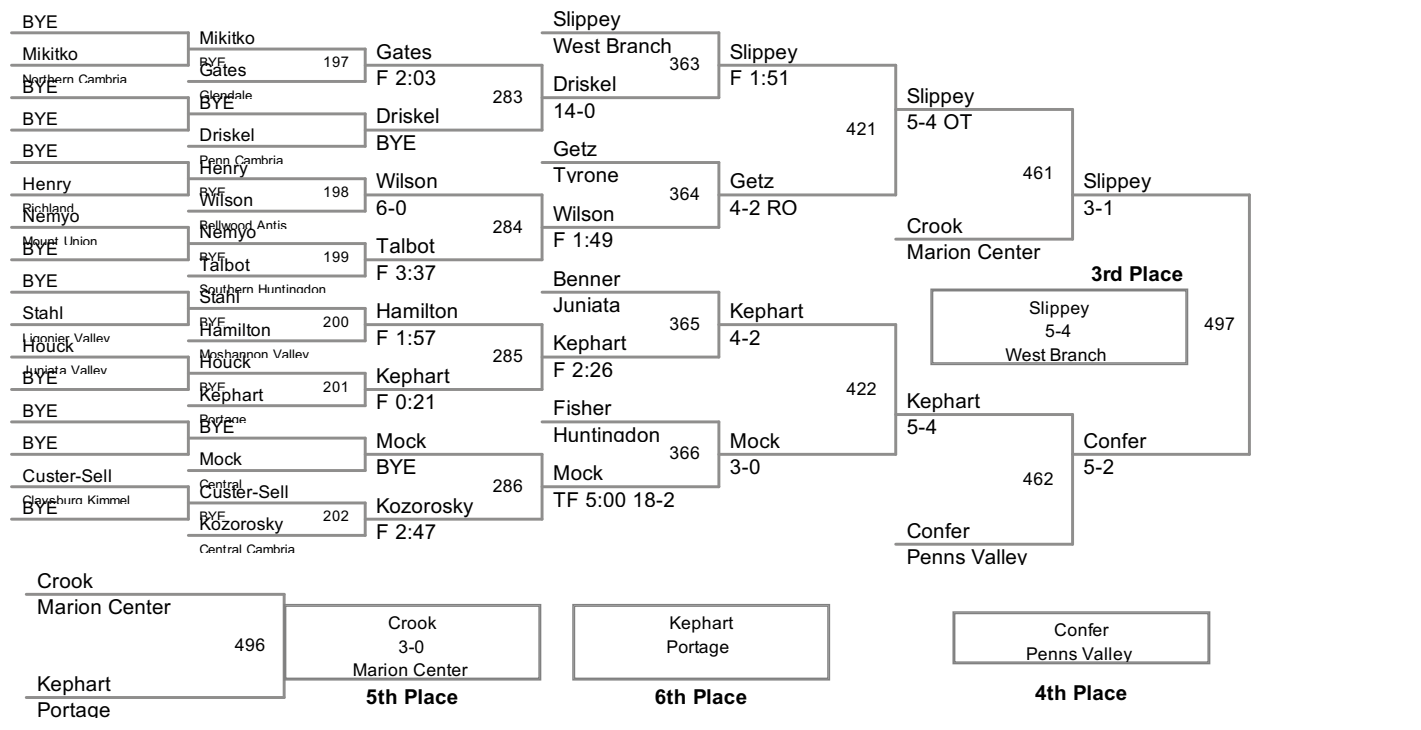 BYE
Mikitko
Northern Cambria
BYE
BYE
BYE
Henry
Richland
Nemyo
Mount Union
BYE
BYE
Stahl
Ligonier Valley
Houck
Juniata Valley
BYE
BYE
BYE
Custer-Sell
Claysburg Kimmel
BYE
Mikitko
BYE
197
Gates
Glendale
BYE
Driskel
Penn Cambria
Henry
BYE
198
Wilson
Bellwood Antis
Nemyo
BYE
199
Talbot
Southern Huntingdon
Stahl
BYE
200
Hamilton
Moshannon Valley
Houck
BYE
201
Kephart
Portage
BYE
Mock
Central
Custer-Sell
BYE
202
Kozorosky
Central Cambria
Gates
F 2:03
283
Driskel
BYE
Wilson
6-0
284
Talbot
F 3:37
Hamilton
F 1:57
285
Kephart
F 0:21
Mock
BYE
286
Kozorosky
F 2:47
Slippey
West Branch
363
Driskel
14-0
Getz
Tyrone
364
Wilson
F 1:49
Benner
Juniata
365
Kephart
F 2:26
Fisher
Huntingdon
366
Mock
TF 5:00 18-2
Slippey
F 1:51
421
Getz
4-2 RO
Kephart
4-2
422
Mock
3-0
Slippey
5-4 OT
461
Crook
Marion Center
Kephart
5-4
462
Confer
Penns Valley
Slippey
3-1
3rd Place
Slippey
5-4
West Branch
497
Confer
5-2
Crook
Marion Center
496
Kephart
Portage
Crook
3-0
Marion Center
5th Place
Kephart
Portage
6th Place
Confer
Penns Valley
4th Place